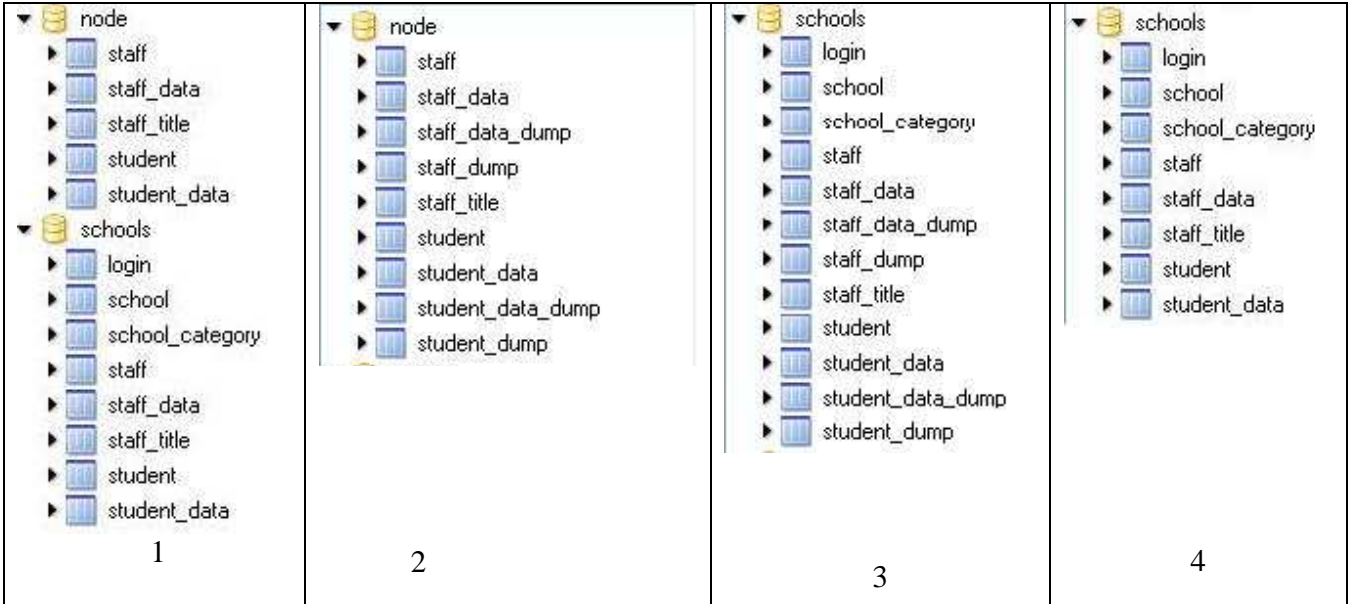 node
staff
staff_data
staff_title
student
student_data
schools
login
school
school_category
staff
staff_data
staff_title
student
student_data
1
node
staff
staff_data
staff_data_dump
staff_dump
staff_title
student
student_data
student_data_dump
student_dump
2
schools
login
school
school_category
staff
staff_data
staff_data_dump
staff_dump
staff_title
student
student_data
student_data_dump
student_dump
3
schools
login
school
school_category
staff
staff_data
staff_title
student
student_data
4